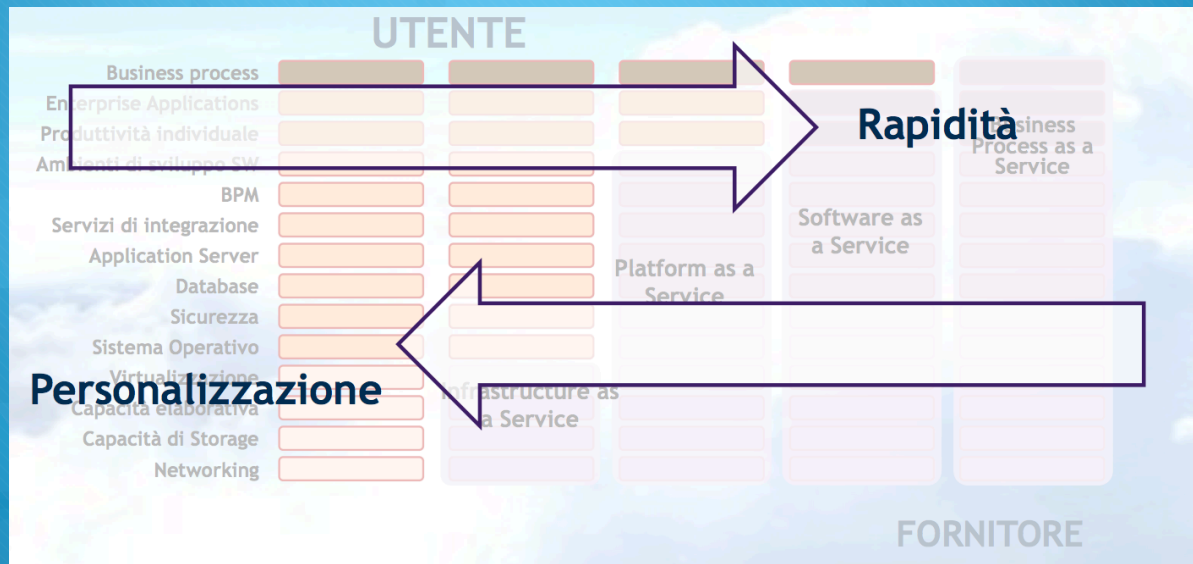 UTENTE
Business process
Enterprise Applications
Produttività individuale
Ambienti di sviluppo SW
BPM
Servizi di integrazione
Application Server
Database
Sicurezza
Sistema Operativo
Virtualizzazione
Capacità elaborativa
Capacità di Storage
Networking
Rapidità
Personalizzazione
Infrastructure as
a Service
Platform as a
Service
Software as
a Service
Business
Process as a
Service
FORNITORE